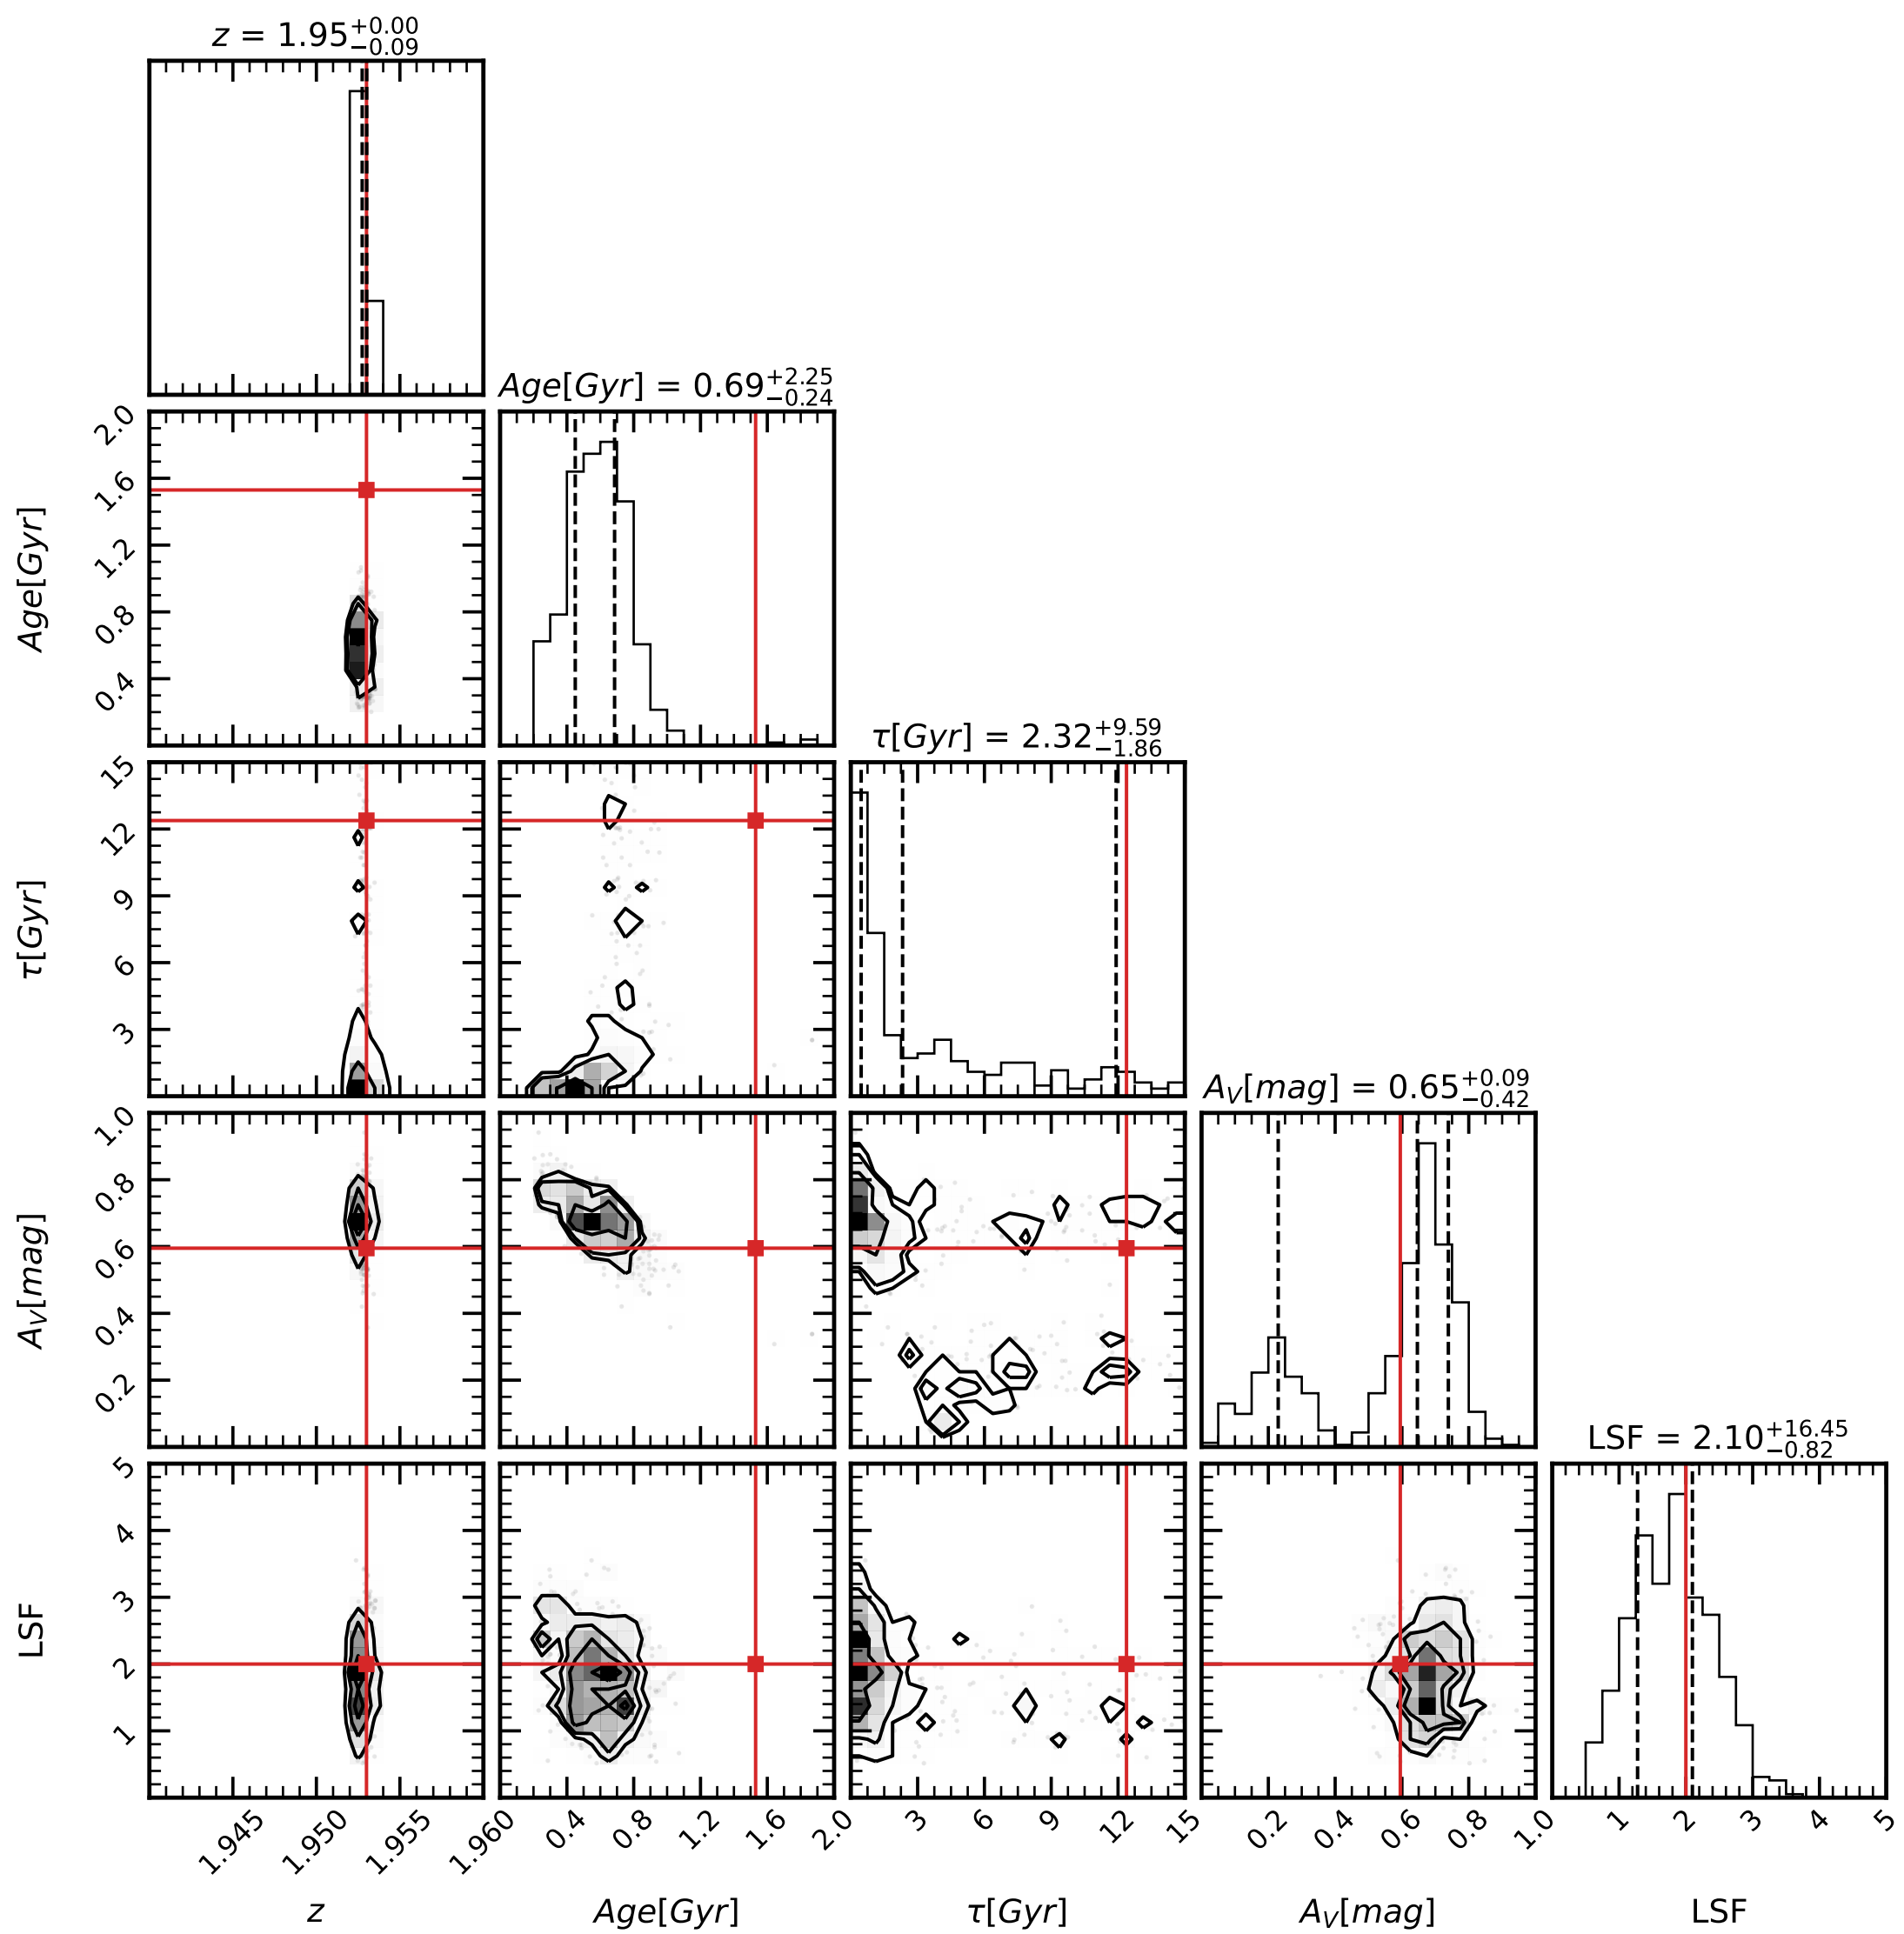 z = 1.95 +0.00 −0.09
Age[Gyr] = 0.69 +2.25 −0.24
2.0
1.6
1.2
0.8
0.4
Age[Gyr]
τ[Gyr] = 2.32 +9.59 −1.86
15
12
9
6
3
τ[Gyr]
A_V[mag] = 0.65 +0.09 −0.42
1.0
0.8
0.6
0.4
0.2
A_V[mag]
LSF = 2.10 +16.45 −0.82
5
4
3
2
1
LSF
1.945 1.950 1.955 1.960 0.4 0.8 1.2 1.6 2.0 3 6 9 12 15 0.2 0.4 0.6 0.8 1.0 1 2 3 4 5
z Age[Gyr] τ[Gyr] A_V[mag] LSF